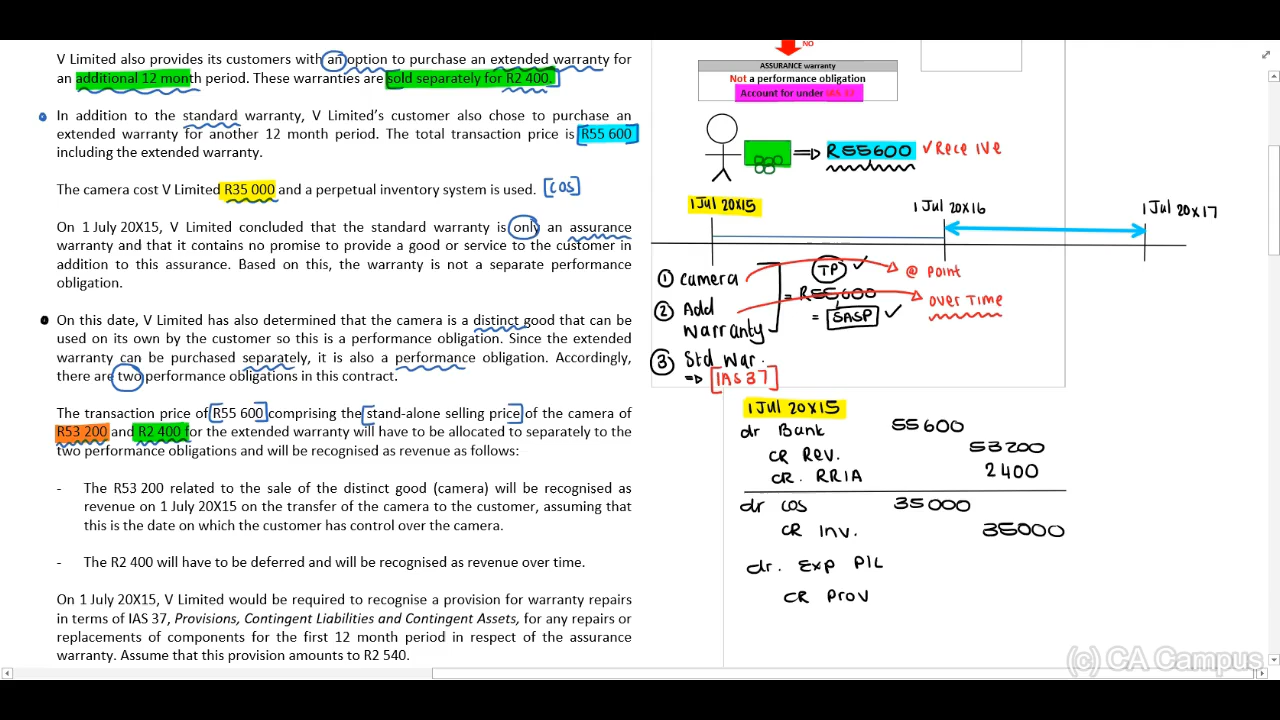 V Limited also provides its customers with an option to purchase an extended warranty for
an additional 12 month period. These warranties are sold separately for R2 400.
In addition to the standard warranty, V Limited's customer also chose to purchase an
extended warranty for another 12 month period. The total transaction price is R55 600
including the extended warranty.
The camera cost V Limited R35 000 and a perpetual inventory system is used. [COS]
On 1 July 20X15, V Limited concluded that the standard warranty is only an assurance
warranty and that it contains no promise to provide a good or service to the customer in
addition to this assurance. Based on this, the warranty is not a separate performance
obligation.
On this date, V Limited has also determined that the camera is a distinct good that can be
used on its own by the customer so this is a performance obligation. Since the extended
warranty can be purchased separately, it is also a performance obligation. Accordingly,
there are two performance obligations in this contract.
The transaction price of [R55 600] comprising the [stand-alone selling price] of the camera of
R53 200 and R2 400 for the extended warranty will have to be allocated to separately to the
two performance obligations and will be recognised as revenue as follows:
- The R53 200 related to the sale of the distinct good (camera) will be recognised as
revenue on 1 July 20X15 on the transfer of the camera to the customer, assuming that
this is the date on which the customer has control over the camera.
- The R2 400 will have to be deferred and will be recognised as revenue over time.
On 1 July 20X15, V Limited would be required to recognise a provision for warranty repairs
in terms of IAS 37, Provisions, Contingent Liabilities and Contingent Assets, for any repairs or
replacements of components for the first 12 month period in respect of the assurance
warranty. Assume that this provision amounts to R2 540.
NO
ASSURANCE warranty
Not a performance obligation
Account for under IAS 37
⇒ R55600 ✓ Receive
1 Jul 20X15 1 Jul 20X16 1 Jul 20X17
① Camera TP ✓ @ Point
② Add = R55600 over Time
Warranty = SASP ✓
③ Std War.
⇒ [IAS 37]
1 Jul 20X15
dr Bank 55600
CR Rev. 53200
CR. RRIA 2400
dr COS 35000
CR Inv. 35000
dr. Exp P/L
CR Prov
(c) CA Campus